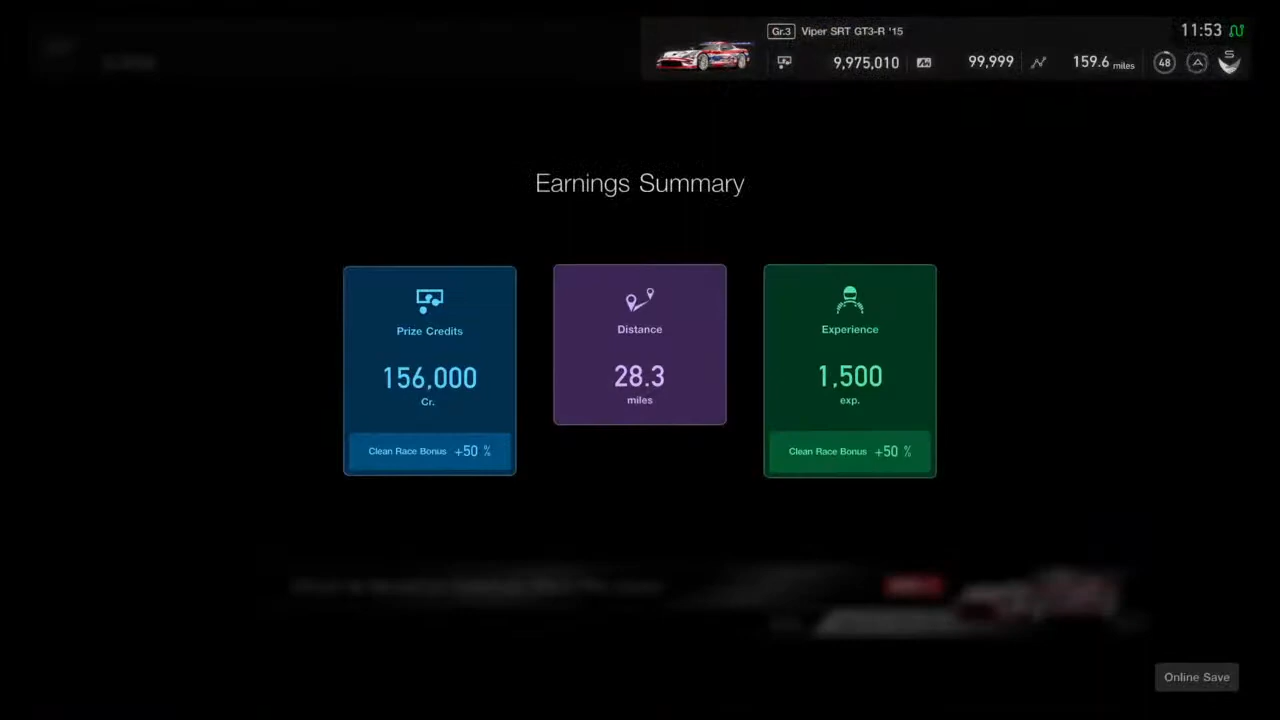 Gr.3 Viper SRT GT3-R '15
11:53
9,975,010 99,999 159.6 miles 48 A S
Earnings Summary
Prize Credits
156,000
Cr.
Clean Race Bonus +50 %
Distance
28.3
miles
Experience
1,500
exp.
Clean Race Bonus +50 %
Online Save